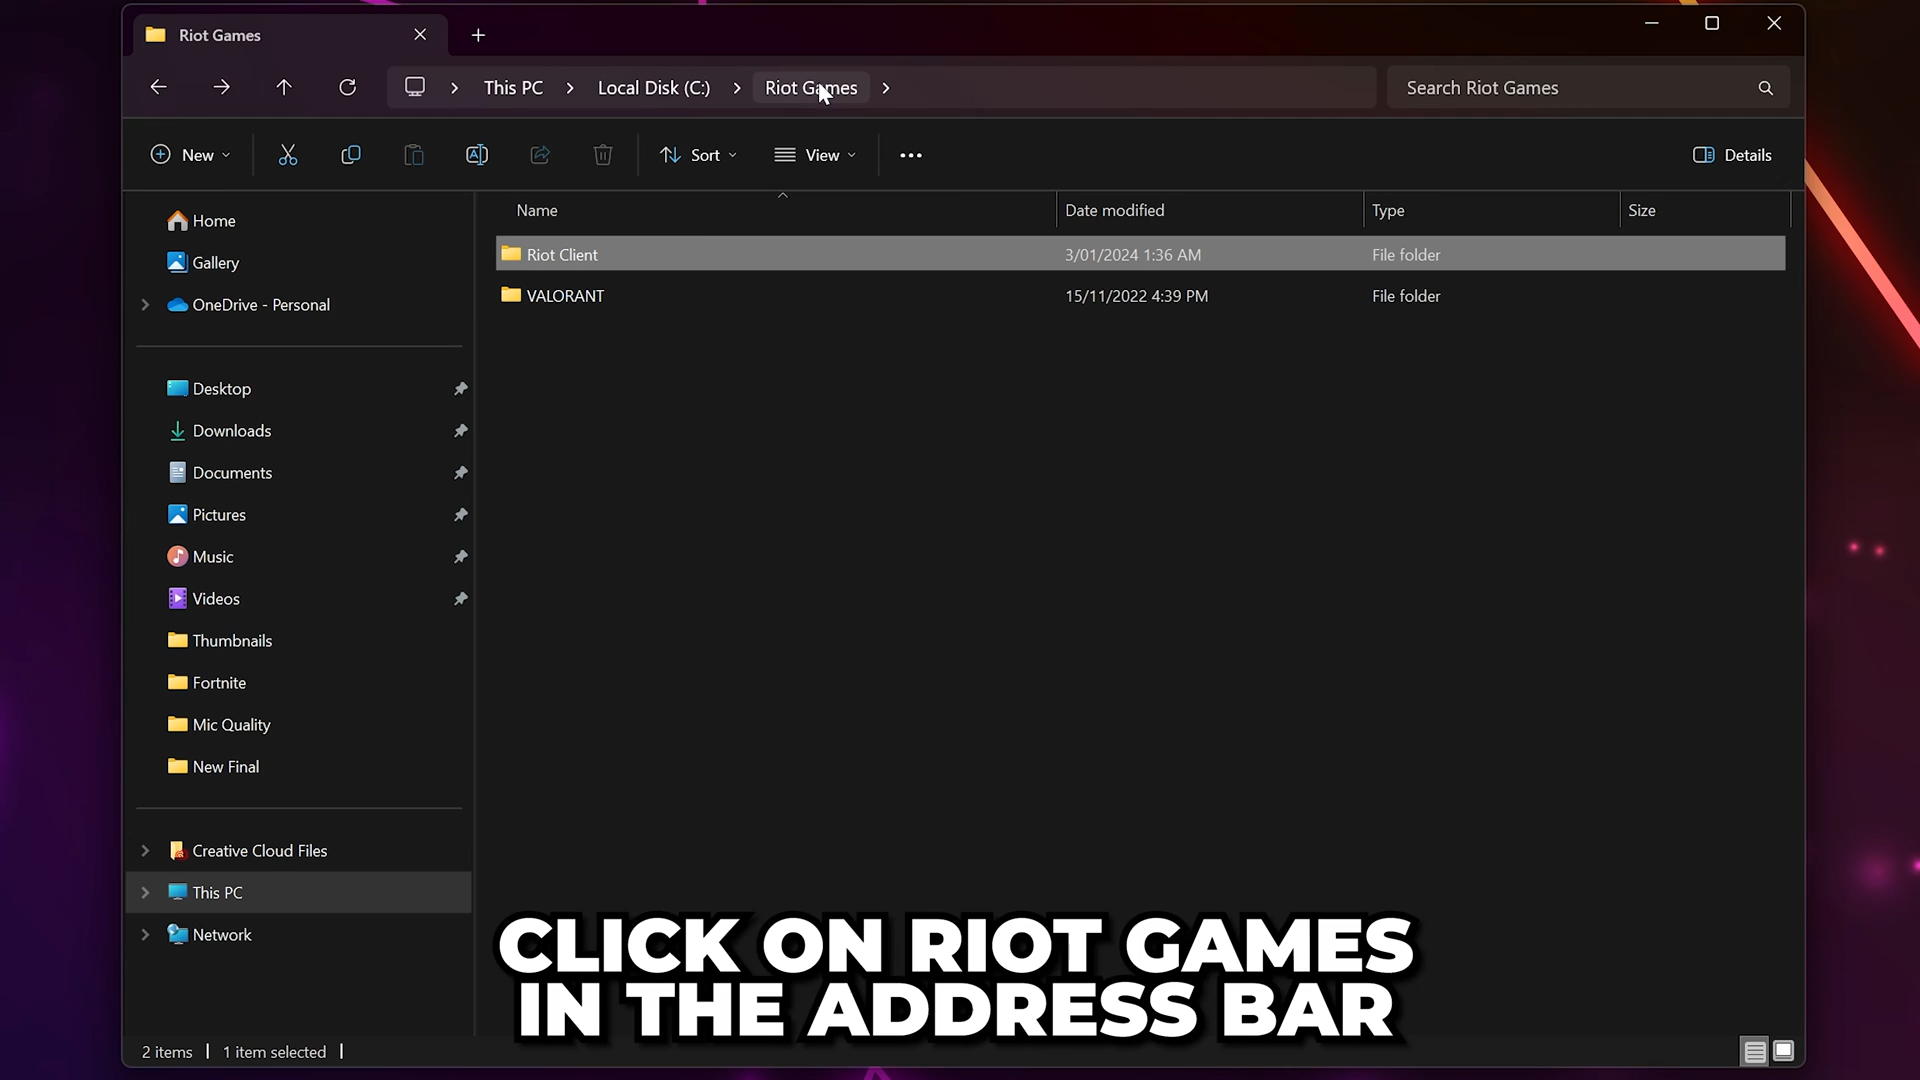 Riot Games
This PC
Local Disk (C:)
Riot Games
Search Riot Games
New
Sort
View
Details
Name
Date modified
Type
Size
Riot Client
3/01/2024 1:36 AM
File folder
VALORANT
15/11/2022 4:39 PM
File folder
Home
Gallery
OneDrive - Personal
Desktop
Downloads
Documents
Pictures
Music
Videos
Thumbnails
Fortnite
Mic Quality
New Final
Creative Cloud Files
This PC
Network
CLICK ON RIOT GAMES
IN THE ADDRESS BAR
2 items
1 item selected